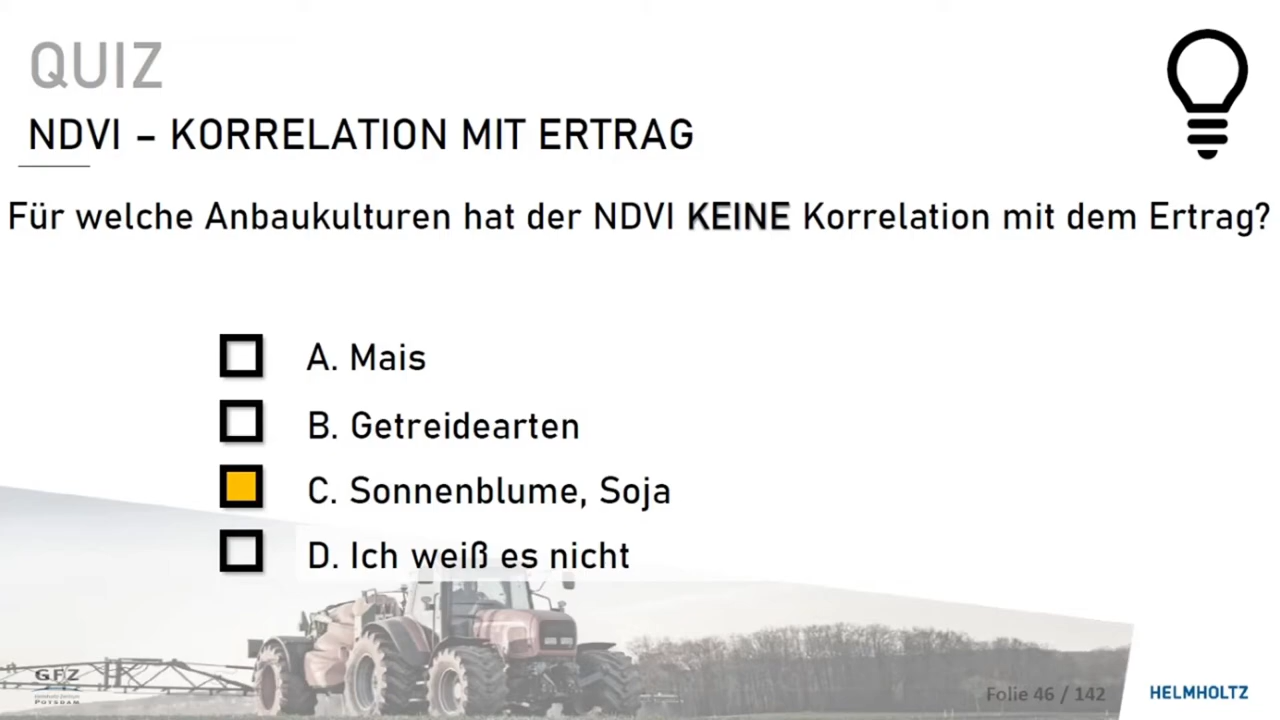 QUIZ
NDVI – KORRELATION MIT ERTRAG
Für welche Anbaukulturen hat der NDVI KEINE Korrelation mit dem Ertrag?
A. Mais
B. Getreidearten
C. Sonnenblume, Soja
D. Ich weiß es nicht
GFZ
POTSDAM
Folie 46 / 142
HELMHOLTZ